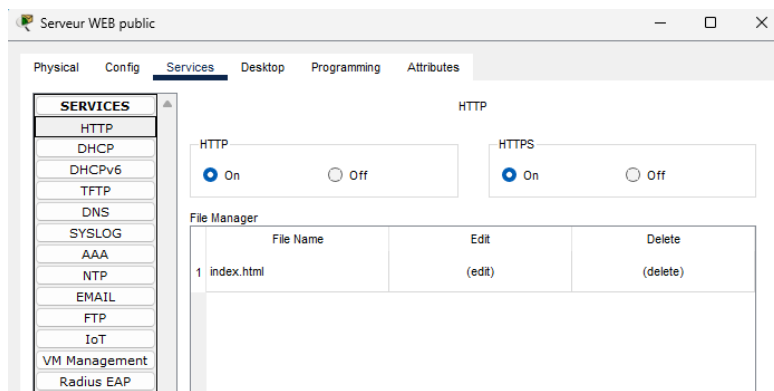 Serveur WEB public
Physical Config Services Desktop Programming Attributes
SERVICES
HTTP
DHCP
DHCPv6
TFTP
DNS
SYSLOG
AAA
NTP
EMAIL
FTP
IoT
VM Management
Radius EAP
HTTP
HTTP
On Off
HTTPS
On Off
File Manager
File Name Edit Delete
1 index.html (edit) (delete)